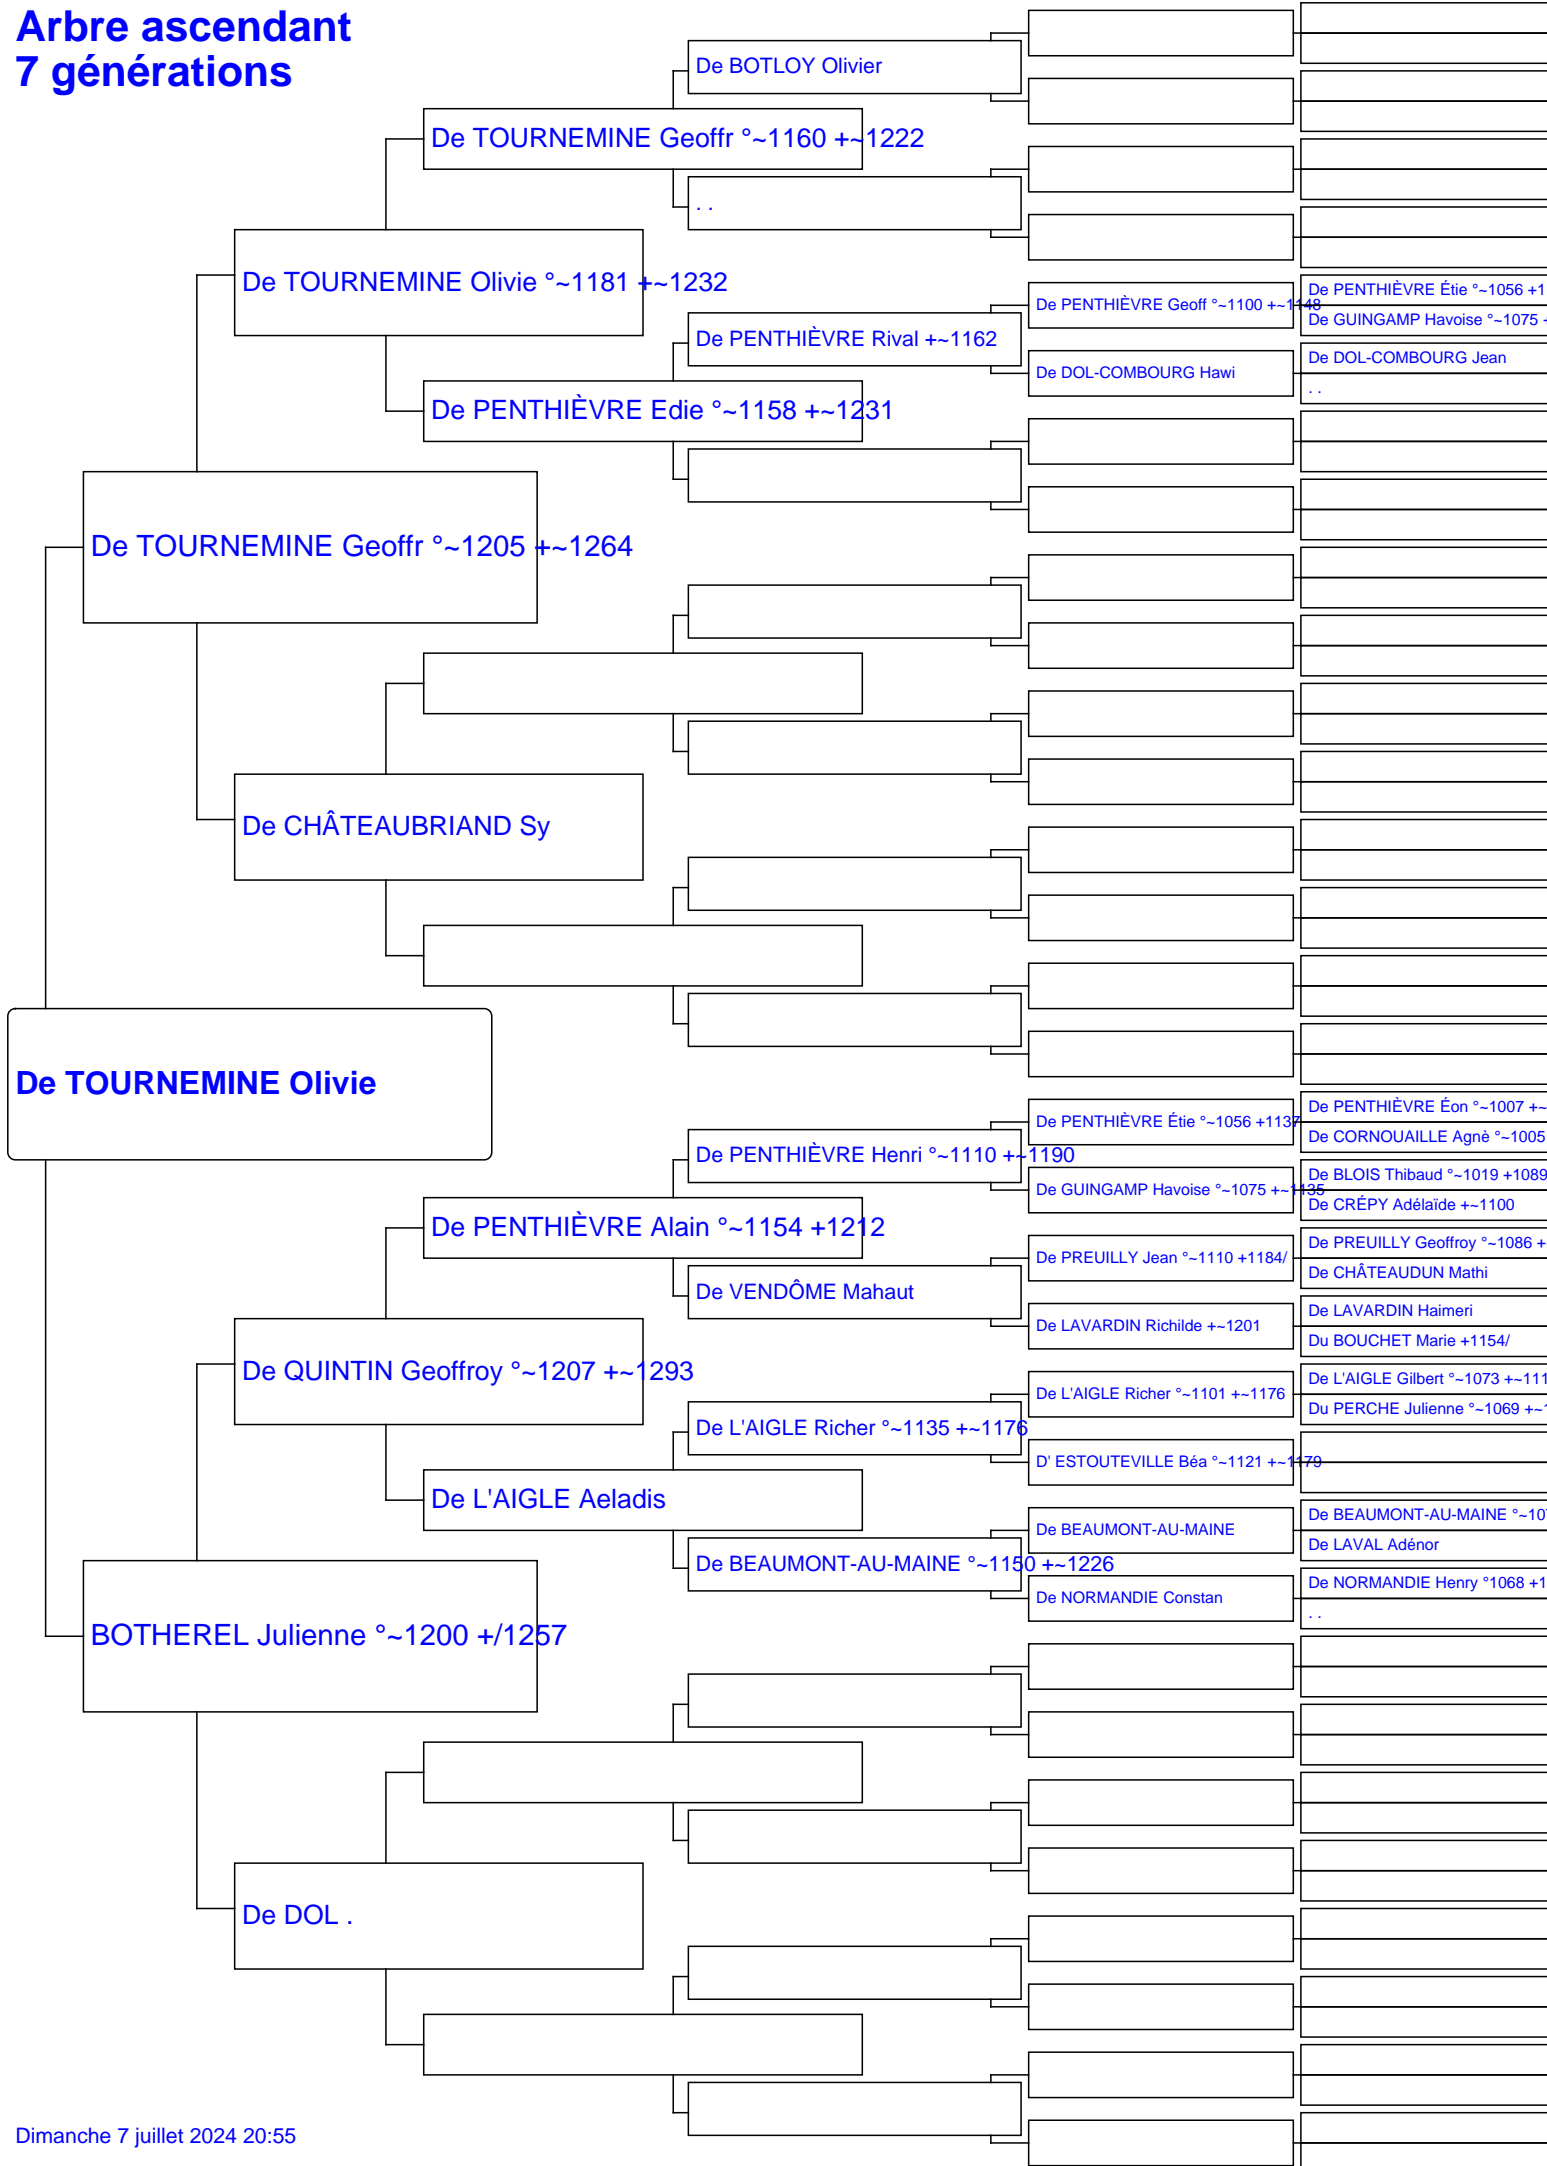 Arbre ascendant
7 générations
De BOTLOY Olivier
De TOURNEMINE Geoffr °~1160 +~1222
. .
De TOURNEMINE Olivie °~1181 +~1232
De PENTHIÈVRE Étie °~1056 +1
De PENTHIÈVRE Geoff °~1100 +~1148
De GUINGAMP Havoise °~1075 +
De PENTHIÈVRE Rival +~1162
De DOL-COMBOURG Jean
De DOL-COMBOURG Hawi
. .
De PENTHIÈVRE Edie °~1158 +~1231
De TOURNEMINE Geoffr °~1205 +~1264
De CHÂTEAUBRIAND Sy
De TOURNEMINE Olivie
De PENTHIÈVRE Éon °~1007 +~
De PENTHIÈVRE Étie °~1056 +1137
De CORNOUAILLE Agnè °~1005
De PENTHIÈVRE Henri °~1110 +~1190
De BLOIS Thibaud °~1019 +1089
De GUINGAMP Havoise °~1075 +~1135
De CRÉPY Adélaïde +~1100
De PENTHIÈVRE Alain °~1154 +1212
De PREUILLY Geoffroy °~1086 +
De PREUILLY Jean °~1110 +1184/
De CHÂTEAUDUN Mathi
De VENDÔME Mahaut
De LAVARDIN Haimeri
De LAVARDIN Richilde +~1201
Du BOUCHET Marie +1154/
De QUINTIN Geoffroy °~1207 +~1293
De L'AIGLE Gilbert °~1073 +~111
De L'AIGLE Richer °~1101 +~1176
Du PERCHE Julienne °~1069 +~1
De L'AIGLE Richer °~1135 +~1176
D' ESTOUTEVILLE Béa °~1121 +~1179
De L'AIGLE Aeladis
De BEAUMONT-AU-MAINE °~107
De BEAUMONT-AU-MAINE
De LAVAL Adénor
De BEAUMONT-AU-MAINE °~1150 +~1226
De NORMANDIE Henry °1068 +1
De NORMANDIE Constan
. .
BOTHEREL Julienne °~1200 +/1257
De DOL .
Dimanche 7 juillet 2024 20:55